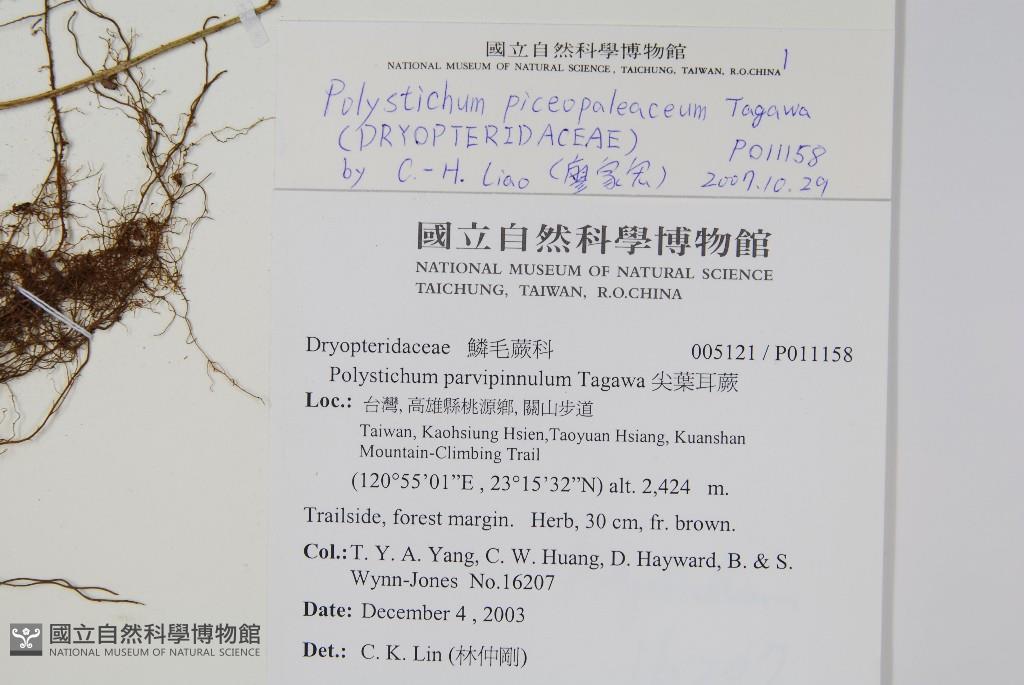 國立自然科學博物館
NATIONAL MUSEUM OF NATURAL SCIENCE, TAICHUNG, TAIWAN, R.O.CHINA
Polystichum piceopaleaceum Tagawa
(DRYOPTERIDACEAE) P011158
by C.-H. Liao (廖家宏) 2007.10.29
國立自然科學博物館
NATIONAL MUSEUM OF NATURAL SCIENCE
TAICHUNG, TAIWAN, R.O.CHINA
Dryopteridaceae 鱗毛蕨科 005121 / P011158
Polystichum parvipinnulum Tagawa 尖葉耳蕨
Loc.: 台灣, 高雄縣桃源鄉, 關山步道
Taiwan, Kaohsiung Hsien,Taoyuan Hsiang, Kuanshan
Mountain-Climbing Trail
(120°55’01”E , 23°15’32”N) alt. 2,424 m.
Trailside, forest margin. Herb, 30 cm, fr. brown.
Col.: T. Y. A. Yang, C. W. Huang, D. Hayward, B. & S.
Wynn-Jones No.16207
Date: December 4 , 2003
Det.: C. K. Lin (林仲剛)
國立自然科學博物館
NATIONAL MUSEUM OF NATURAL SCIENCE